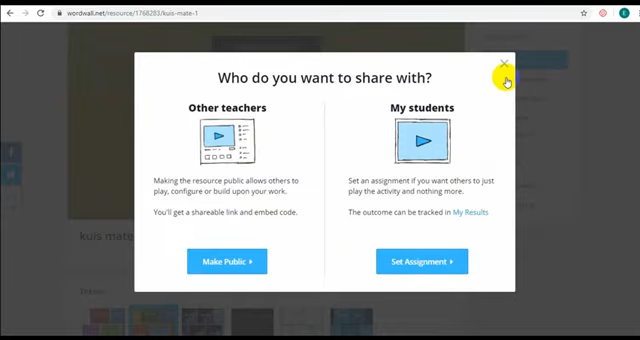 wordwall.net/resource/1768283/kuis-mate-1
E
Who do you want to share with?
Other teachers
Making the resource public allows others to
play, configure or build upon your work.
You'll get a shareable link and embed code.
Make Public
My students
Set an assignment if you want others to just
play the activity and nothing more.
The outcome can be tracked in My Results
Set Assignment
kuis mate